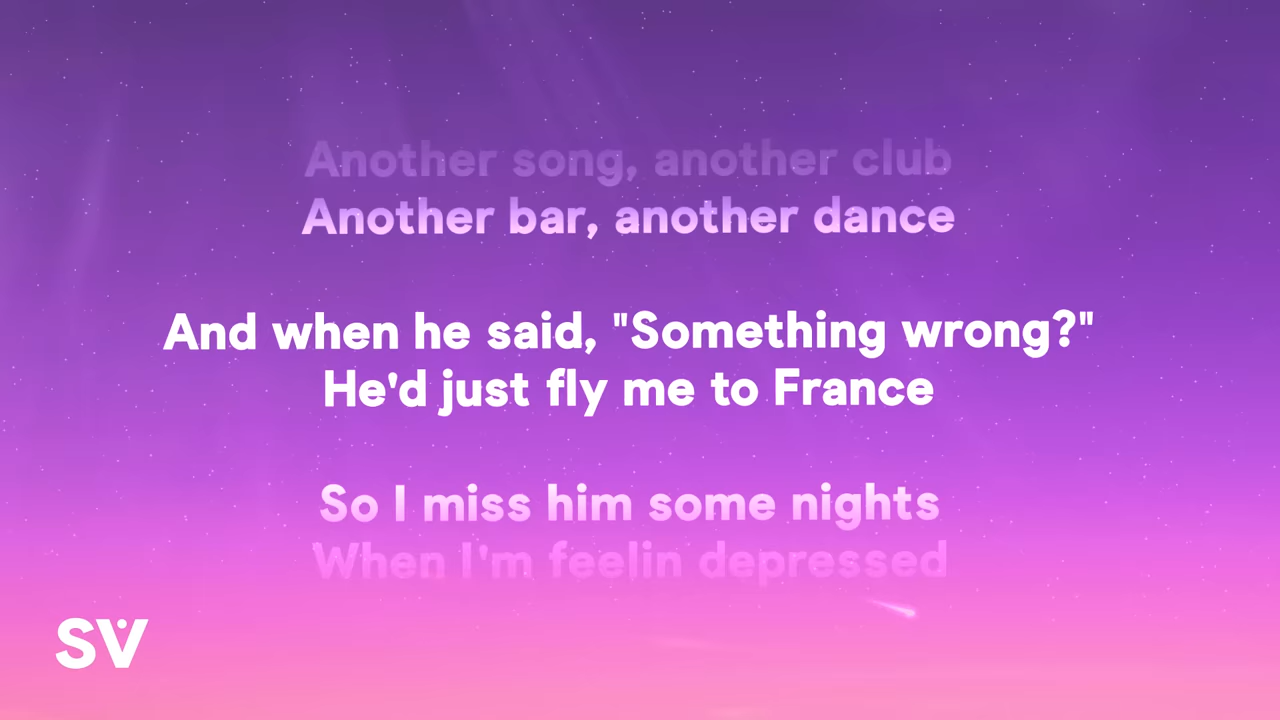 Another song, another club
Another bar, another dance
And when he said, "Something wrong?"
He'd just fly me to France
So I miss him some nights
When I'm feelin depressed
SV